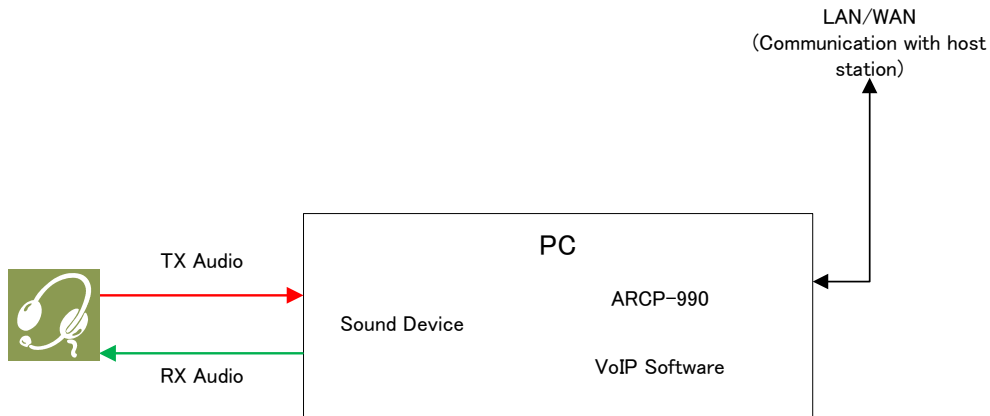 LAN/WAN
(Communication with host
station)
PC
TX Audio
ARCP-990
Sound Device
VoIP Software
RX Audio